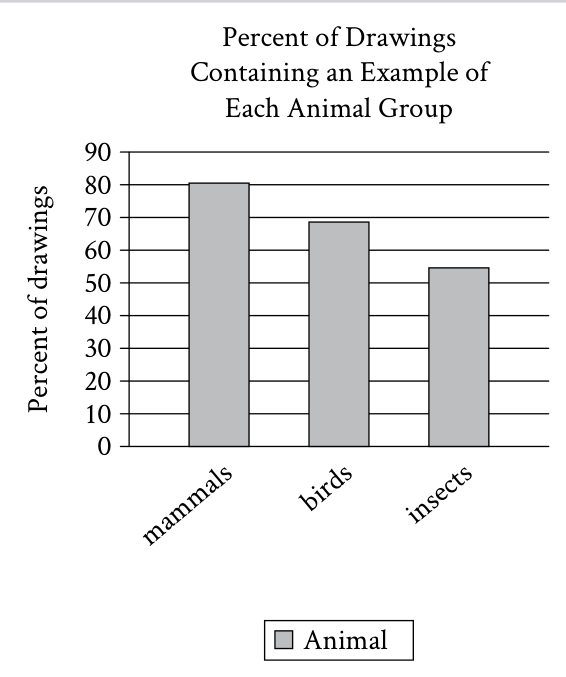 Percent of Drawings
Containing an Example of
Each Animal Group
Percent of drawings
90
80
70
60
50
40
30
20
10
0
mammals
birds
insects
Animal